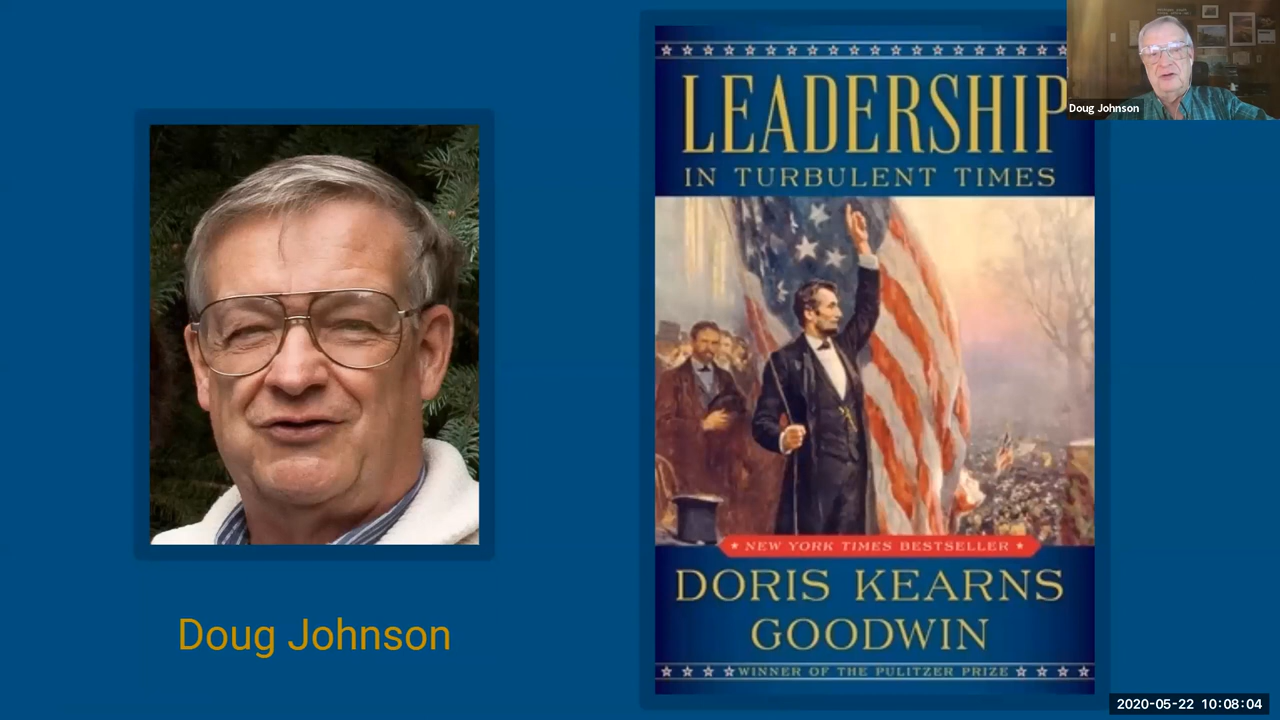 LEADERSHIP
IN TURBULENT TIMES
Doug Johnson
NEW YORK TIMES BESTSELLER
DORIS KEARNS
GOODWIN
WINNER OF THE PULITZER PRIZE
Doug Johnson
2020-05-22 10:08:04